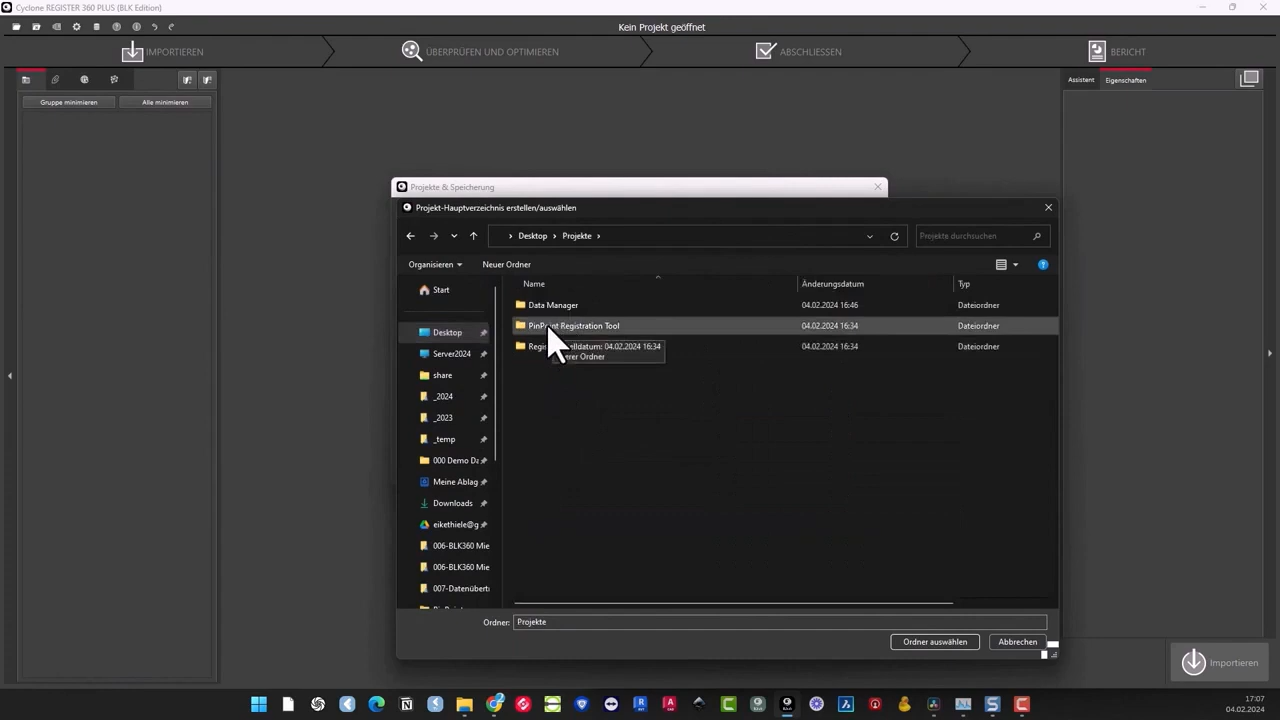 Cyclone REGISTER 360 PLUS (BLK Edition)
Kein Projekt geöffnet
IMPORTIEREN
ÜBERPRÜFEN UND OPTIMIEREN
ABSCHLIESSEN
BERICHT
Gruppe minimieren
Alle minimieren
Assistent
Eigenschaften
Projekte & Speicherung
Projekt-Hauptverzeichnis erstellen/auswählen
Desktop
Projekte
Projekte durchsuchen
Organisieren
Neuer Ordner
Name
Änderungsdatum
Typ
Start
Data Manager
04.02.2024 16:46
Dateiordner
Desktop
Registration Tool
04.02.2024 16:34
Dateiordner
04.02.2024 16:34
04.02.2024 16:34
Dateiordner
Ordner
Server2024
share
_2024
_2023
_temp
000 Demo Da
Meine Ablag
Downloads
eikethiele@g
006-BLK360 Mie
006-BLK360 Mie
007-Datenübertr
Ordner:
Projekte
Ordner auswählen
Abbrechen
Importieren
17:07
04.02.2024